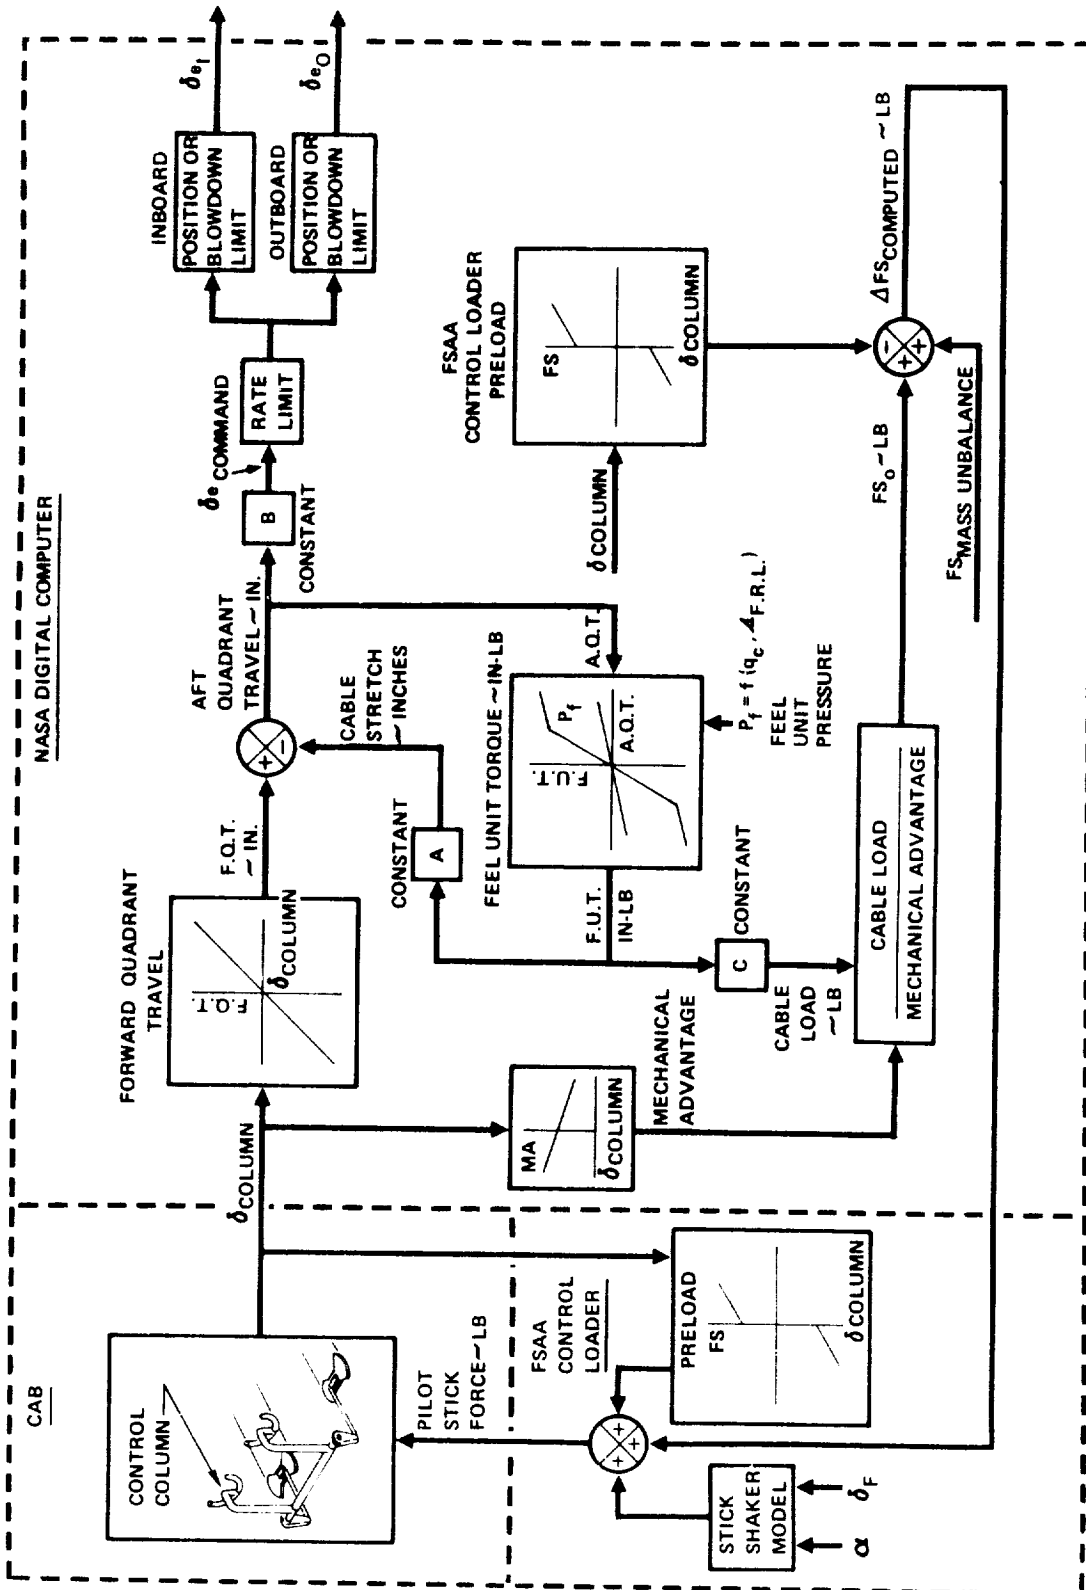 NASA DIGITAL COMPUTER
CAB
CONTROL
COLUMN
δCOLUMN
FORWARD QUADRANT
TRAVEL
F.Q.T.
δCOLUMN
F.Q.T.
~ IN.
AFT
QUADRANT
TRAVEL~IN.
+
−
CABLE
STRETCH
~INCHES
CONSTANT
A
B
CONSTANT
δe COMMAND
RATE
LIMIT
INBOARD
POSITION OR
BLOWDOWN
LIMIT
δeI
OUTBOARD
POSITION OR
BLOWDOWN
LIMIT
δeO
FEEL UNIT TORQUE~IN-LB
F.U.T.
Pf
A.Q.T.
A.Q.T.
Pf = f (qc, ΔF.R.L.)
FEEL
UNIT
PRESSURE
F.U.T.
IN-LB
C
CONSTANT
CABLE
LOAD
~LB
MA
δCOLUMN
MECHANICAL
ADVANTAGE
CABLE LOAD
MECHANICAL ADVANTAGE
FSAA
CONTROL LOADER
PRELOAD
FS
δCOLUMN
δCOLUMN
FSO~LB
FSMASS UNBALANCE
−
+
+
ΔFSCOMPUTED ~LB
PILOT
STICK
FORCE~LB
FSAA
CONTROL
LOADER
PRELOAD
FS
δCOLUMN
+
+
+
STICK
SHAKER
MODEL
α
δF